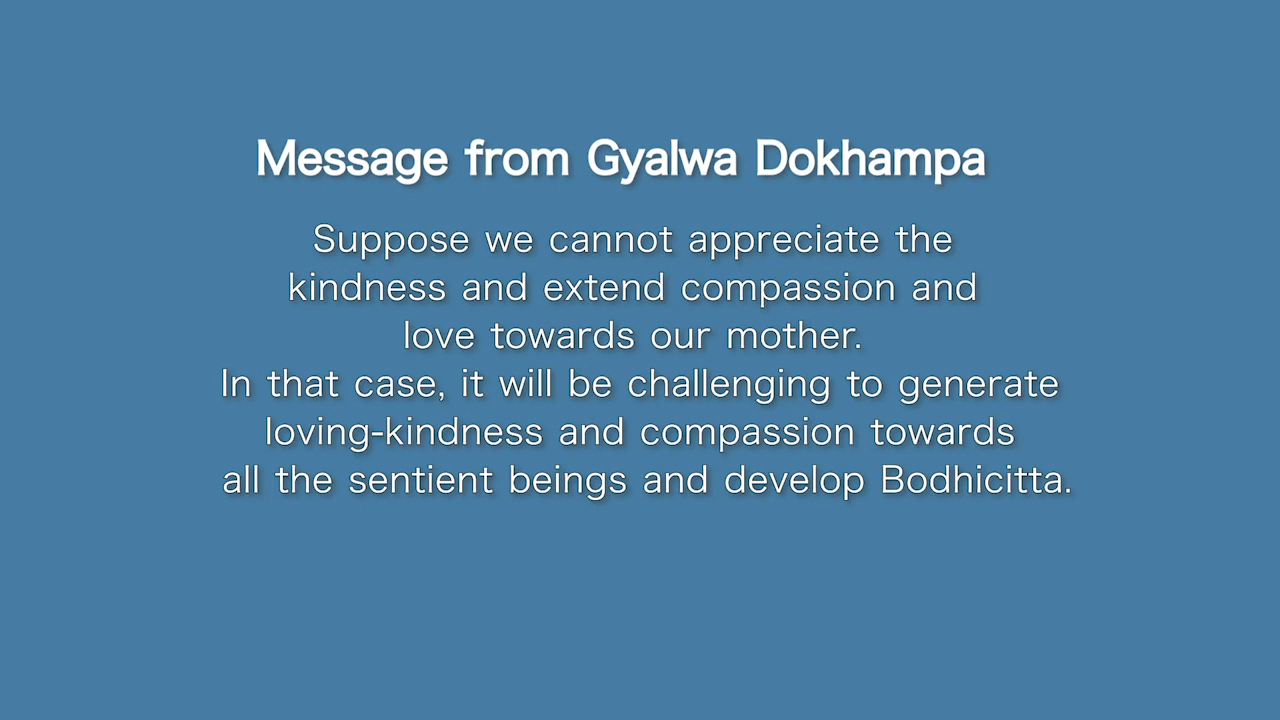 Message from Gyalwa Dokhampa
Suppose we cannot appreciate the
kindness and extend compassion and
love towards our mother.
In that case, it will be challenging to generate
loving-kindness and compassion towards
all the sentient beings and develop Bodhicitta.